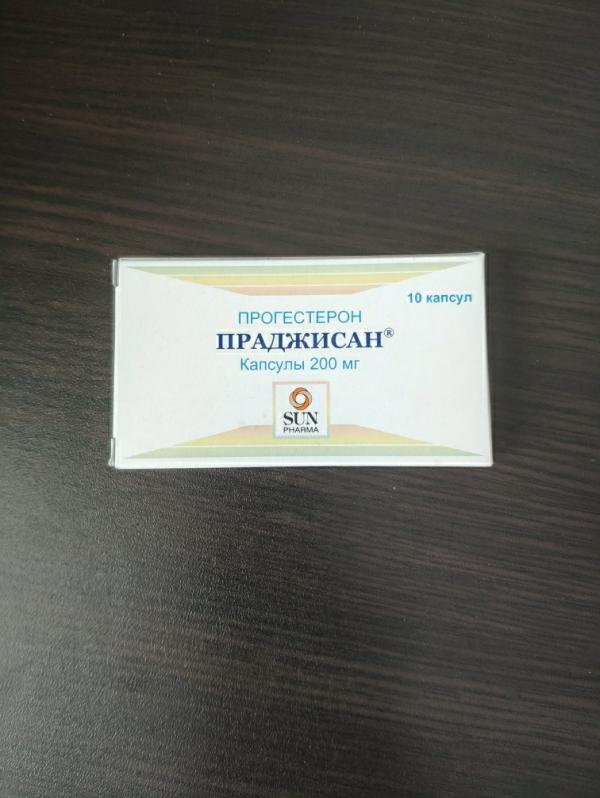 10 капсул
ПРОГЕСТЕРОН
ПРАДЖИСАН®
Капсулы 200 мг
SUN
PHARMA